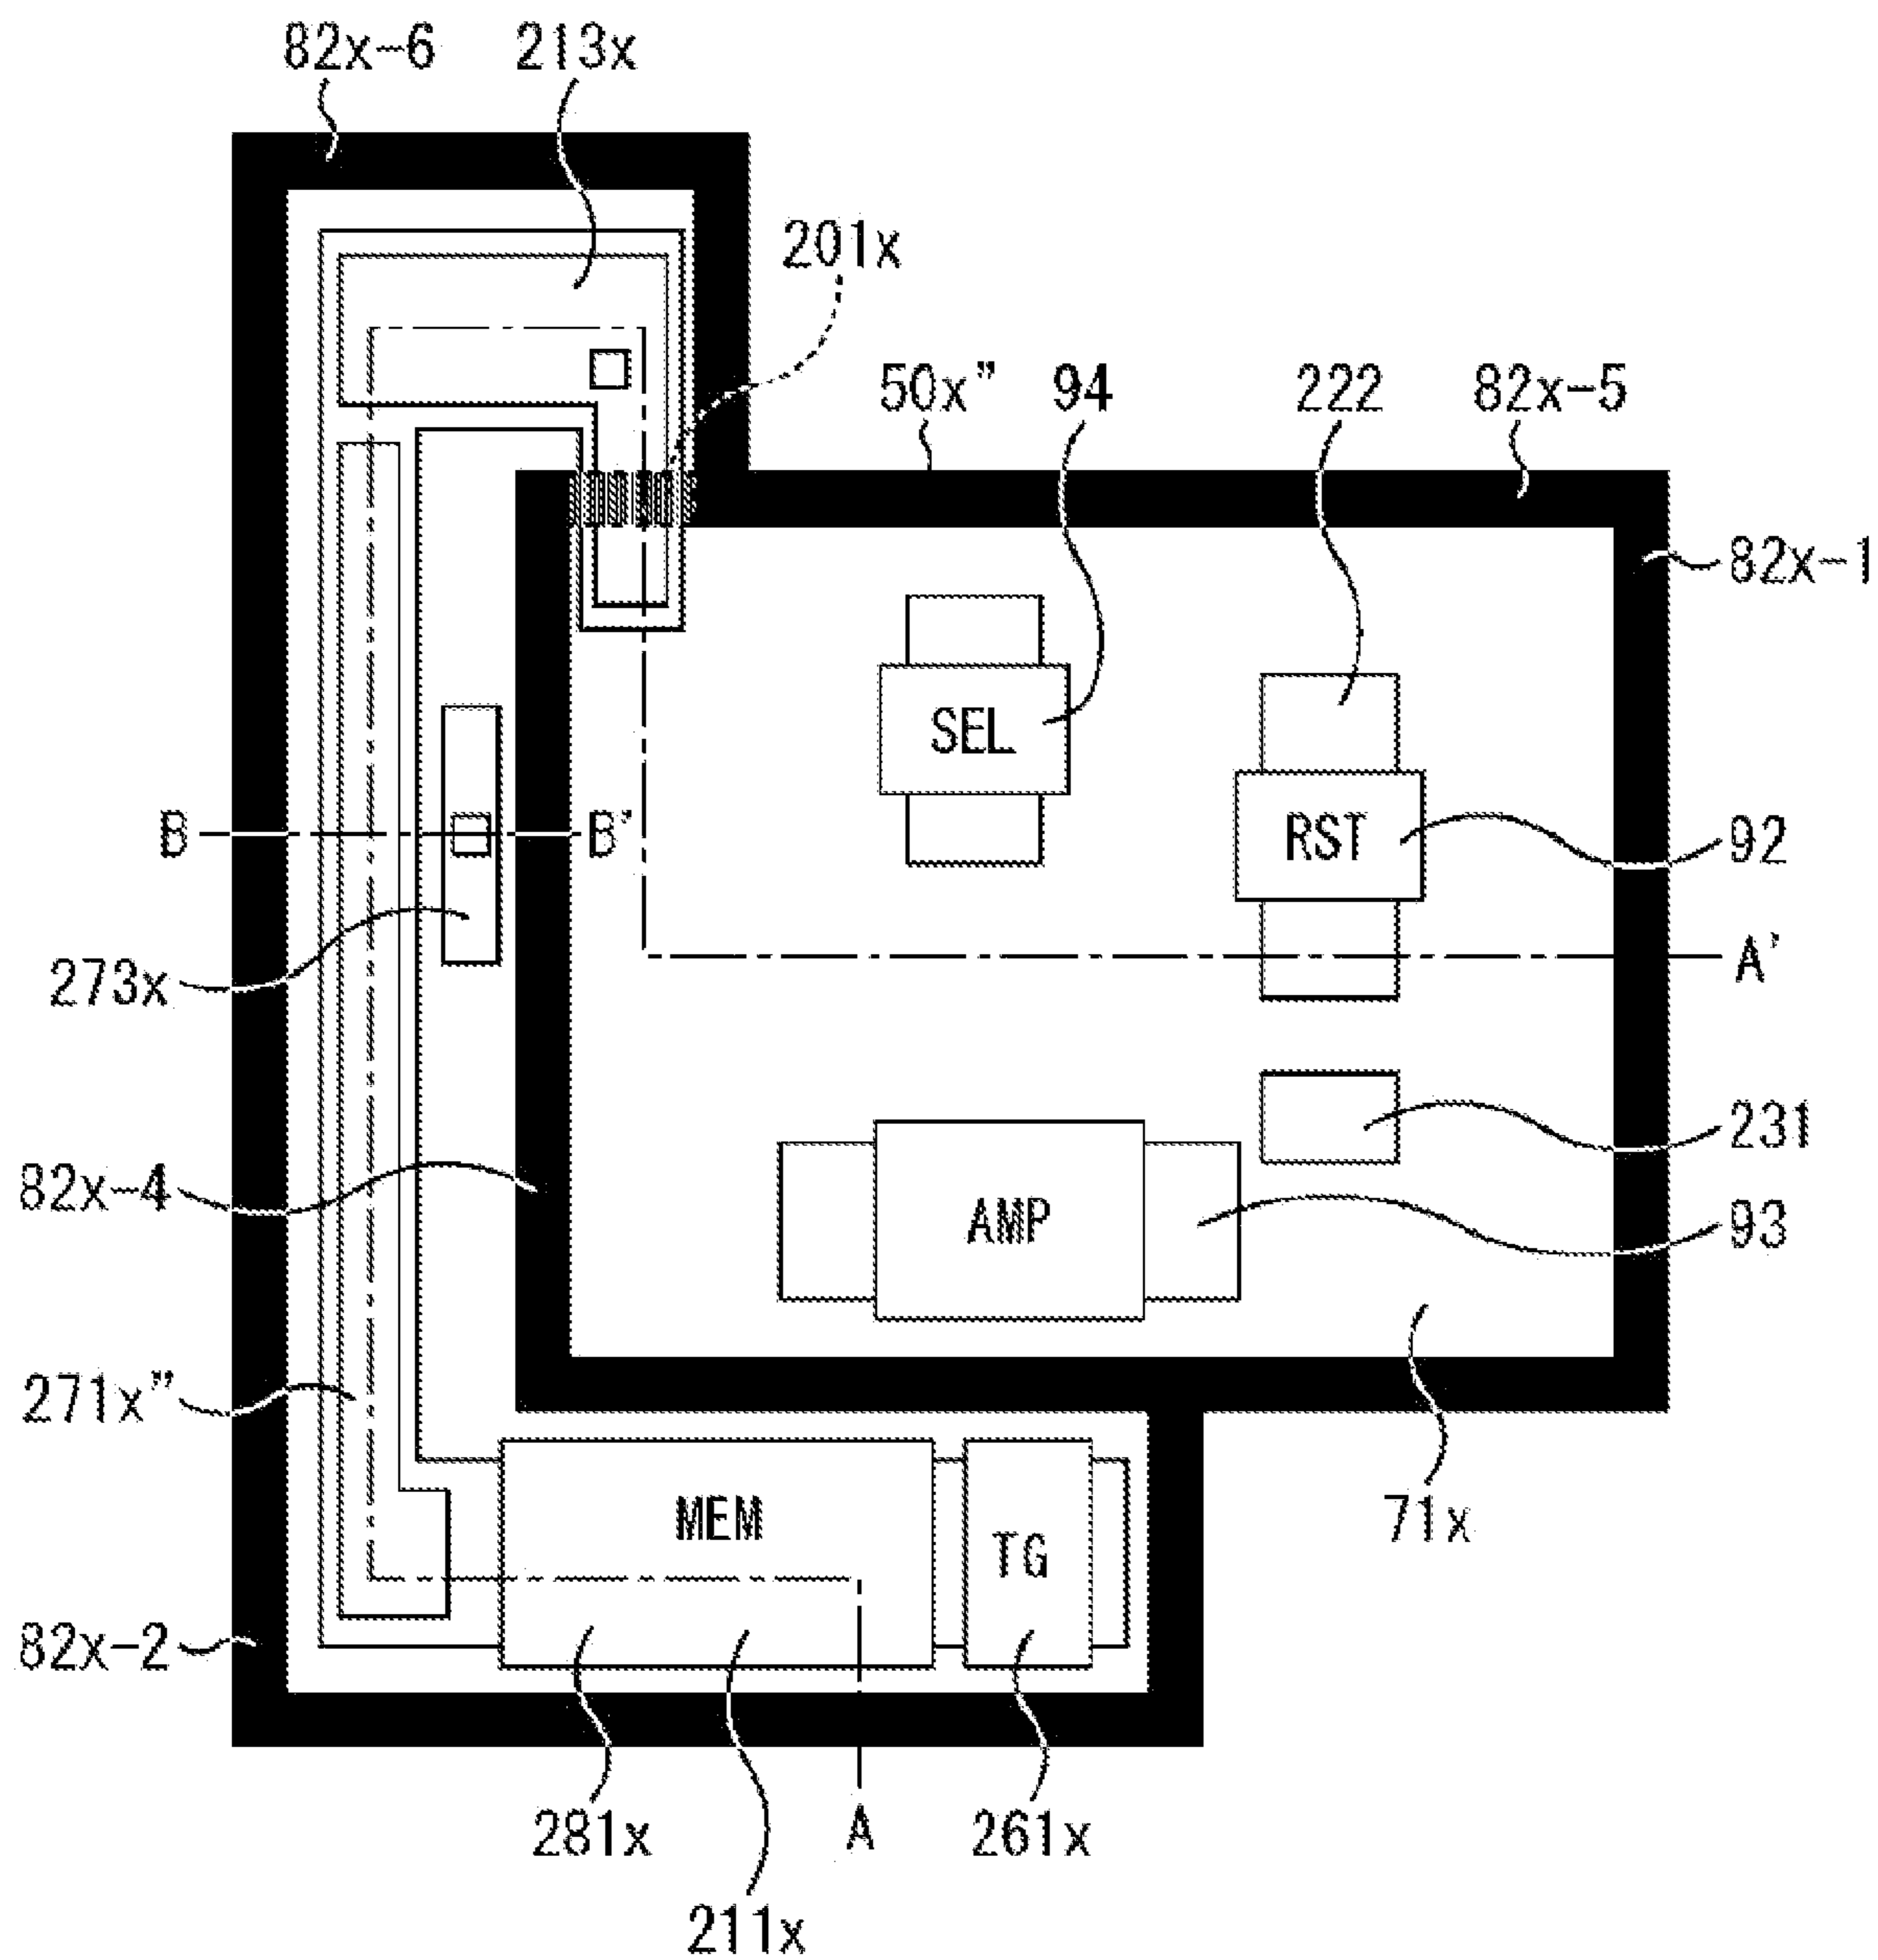 82x-6 213x
201x
50x” 94 222 82x-5
82x-1
SEL
B B’ RST 92
273x A’
82x-4 AMP 231
93
271x”
MEM TG 71x
82x-2
281x A 261x
211x